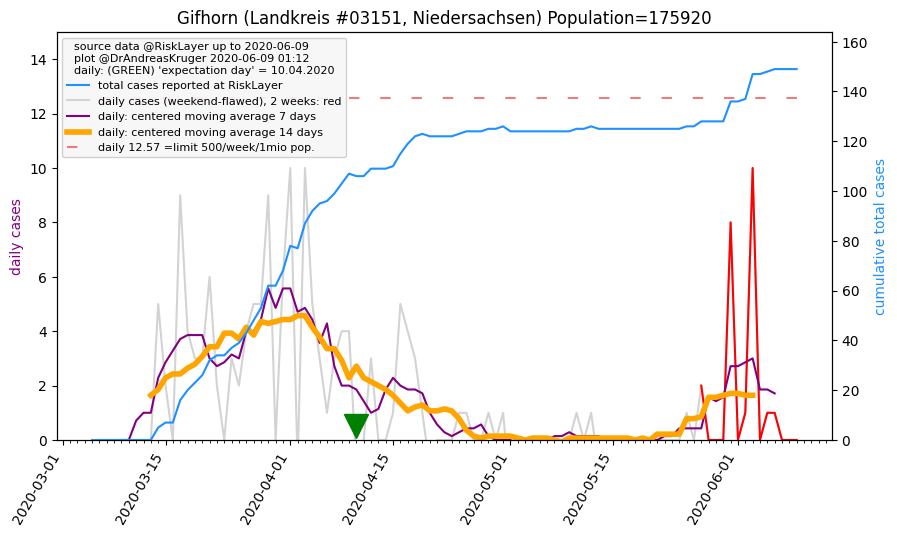 Gifhorn (Landkreis #03151, Niedersachsen) Population=175920
source data @RiskLayer up to 2020-06-09
plot @DrAndreasKruger 2020-06-09 01:12
daily: (GREEN) 'expectation day' = 10.04.2020
total cases reported at RiskLayer
daily cases (weekend-flawed), 2 weeks: red
daily: centered moving average 7 days
daily: centered moving average 14 days
daily 12.57 =limit 500/week/1mio pop.
daily cases
14
12
10
8
6
4
2
0
cumulative total cases
160
140
120
100
80
60
40
20
0
2020-03-01
2020-03-15
2020-04-01
2020-04-15
2020-05-01
2020-05-15
2020-06-01